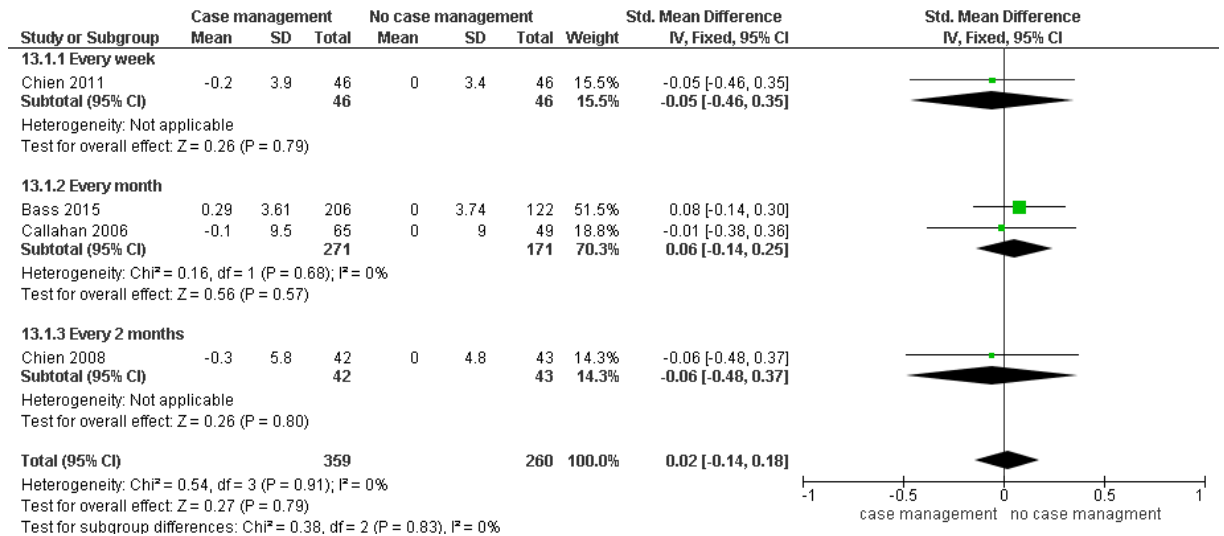 Case management No case management Std. Mean Difference Std. Mean Difference
Study or Subgroup Mean SD Total Mean SD Total Weight IV, Fixed, 95% CI IV, Fixed, 95% CI
13.1.1 Every week
Chien 2011 -0.2 3.9 46 0 3.4 46 15.5% -0.05 [-0.46, 0.35]
Subtotal (95% CI) 46 46 15.5% -0.05 [-0.46, 0.35]
Heterogeneity: Not applicable
Test for overall effect: Z = 0.26 (P = 0.79)
13.1.2 Every month
Bass 2015 0.29 3.61 206 0 3.74 122 51.5% 0.08 [-0.14, 0.30]
Callahan 2006 -0.1 9.5 65 0 9 49 18.8% -0.01 [-0.38, 0.36]
Subtotal (95% CI) 271 171 70.3% 0.06 [-0.14, 0.25]
Heterogeneity: Chi² = 0.16, df = 1 (P = 0.68); I² = 0%
Test for overall effect: Z = 0.56 (P = 0.57)
13.1.3 Every 2 months
Chien 2008 -0.3 5.8 42 0 4.8 43 14.3% -0.06 [-0.48, 0.37]
Subtotal (95% CI) 42 43 14.3% -0.06 [-0.48, 0.37]
Heterogeneity: Not applicable
Test for overall effect: Z = 0.26 (P = 0.80)
Total (95% CI) 359 260 100.0% 0.02 [-0.14, 0.18]
Heterogeneity: Chi² = 0.54, df = 3 (P = 0.91); I² = 0%
Test for overall effect: Z = 0.27 (P = 0.79)
Test for subgroup differences: Chi² = 0.38, df = 2 (P = 0.83), I² = 0%
-1 -0.5 0 0.5 1
case management no case managment